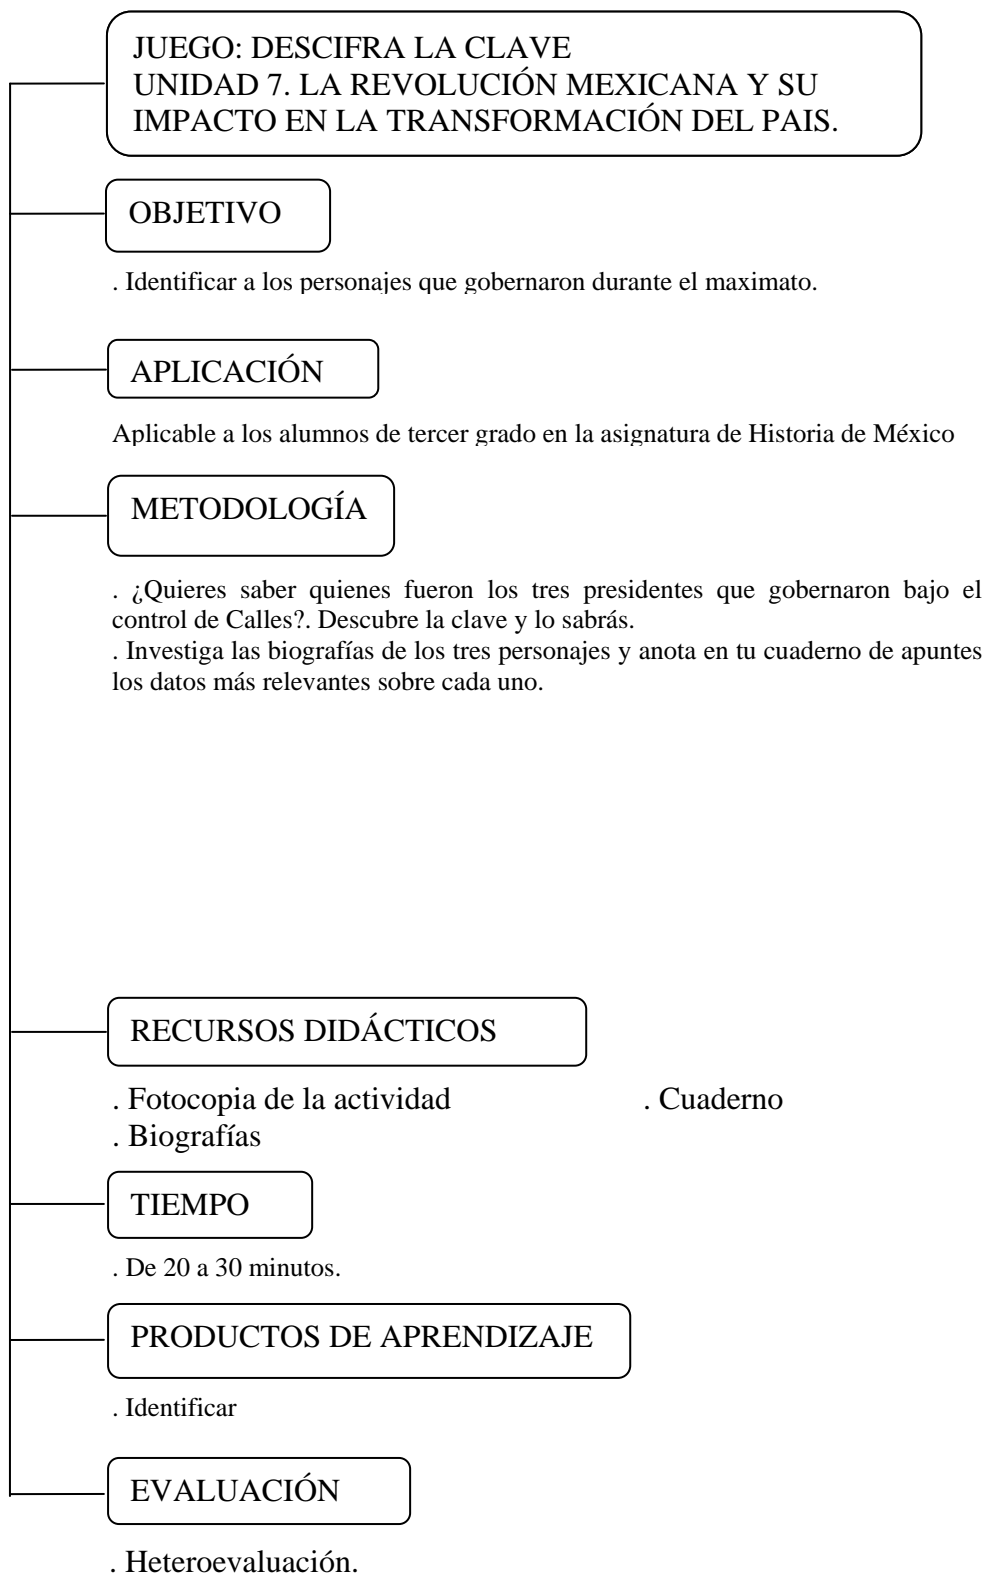 JUEGO: DESCIFRA LA CLAVE
UNIDAD 7. LA REVOLUCIÓN MEXICANA Y SU
IMPACTO EN LA TRANSFORMACIÓN DEL PAIS.
OBJETIVO
. Identificar a los personajes que gobernaron durante el maximato.
APLICACIÓN
Aplicable a los alumnos de tercer grado en la asignatura de Historia de México
METODOLOGÍA
. ¿Quieres saber quienes fueron los tres presidentes que gobernaron bajo el
control de Calles?. Descubre la clave y lo sabrás.
. Investiga las biografías de los tres personajes y anota en tu cuaderno de apuntes
los datos más relevantes sobre cada uno.
RECURSOS DIDÁCTICOS
. Fotocopia de la actividad . Cuaderno
. Biografías
TIEMPO
. De 20 a 30 minutos.
PRODUCTOS DE APRENDIZAJE
. Identificar
EVALUACIÓN
. Heteroevaluación.